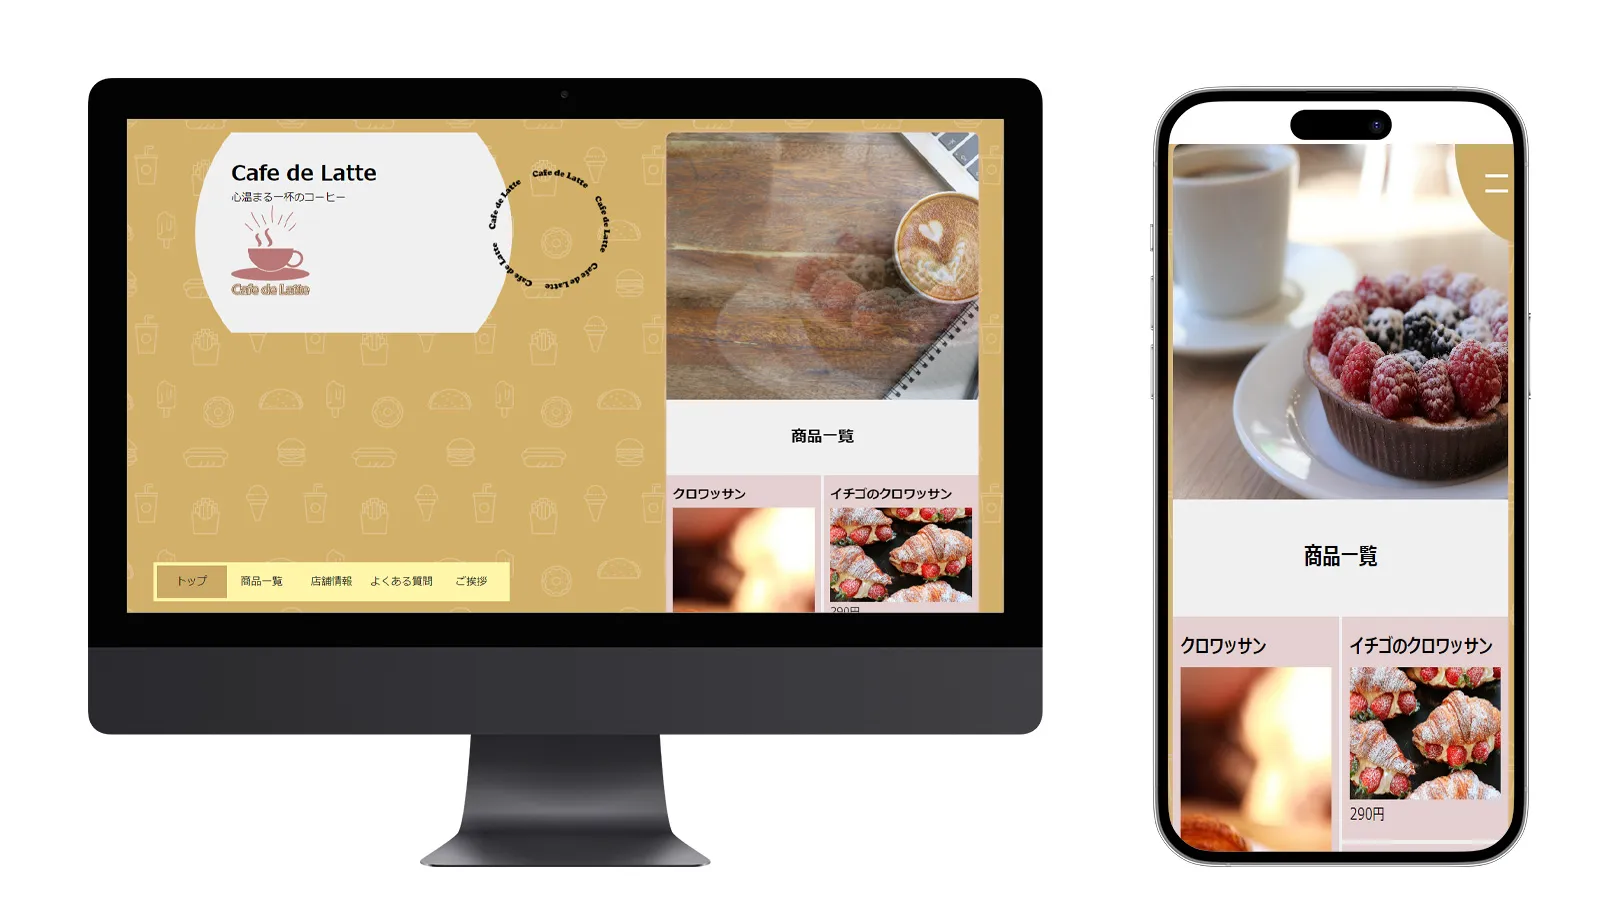 Cafe de Latte
心温まる一杯のコーヒー
Cafe de Latte
Cafe de Latte
Cafe de Latte
Cafe de Latte
Cafe de Latte
Cafe de Latte
商品一覧
クロワッサン
イチゴのクロワッサン
290円
トップ
商品一覧
店舗情報
よくある質問
ご挨拶
商品一覧
クロワッサン
イチゴのクロワッサン
290円